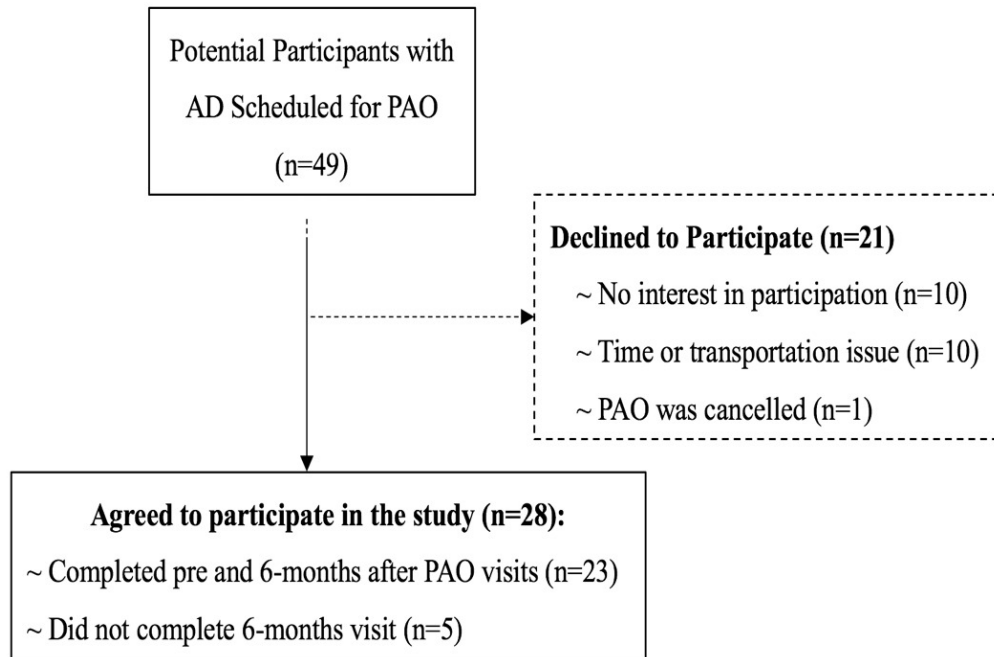 Potential Participants with
AD Scheduled for PAO
(n=49)
Declined to Participate (n=21)
~ No interest in participation (n=10)
~ Time or transportation issue (n=10)
~ PAO was cancelled (n=1)
Agreed to participate in the study (n=28):
~ Completed pre and 6-months after PAO visits (n=23)
~ Did not complete 6-months visit (n=5)